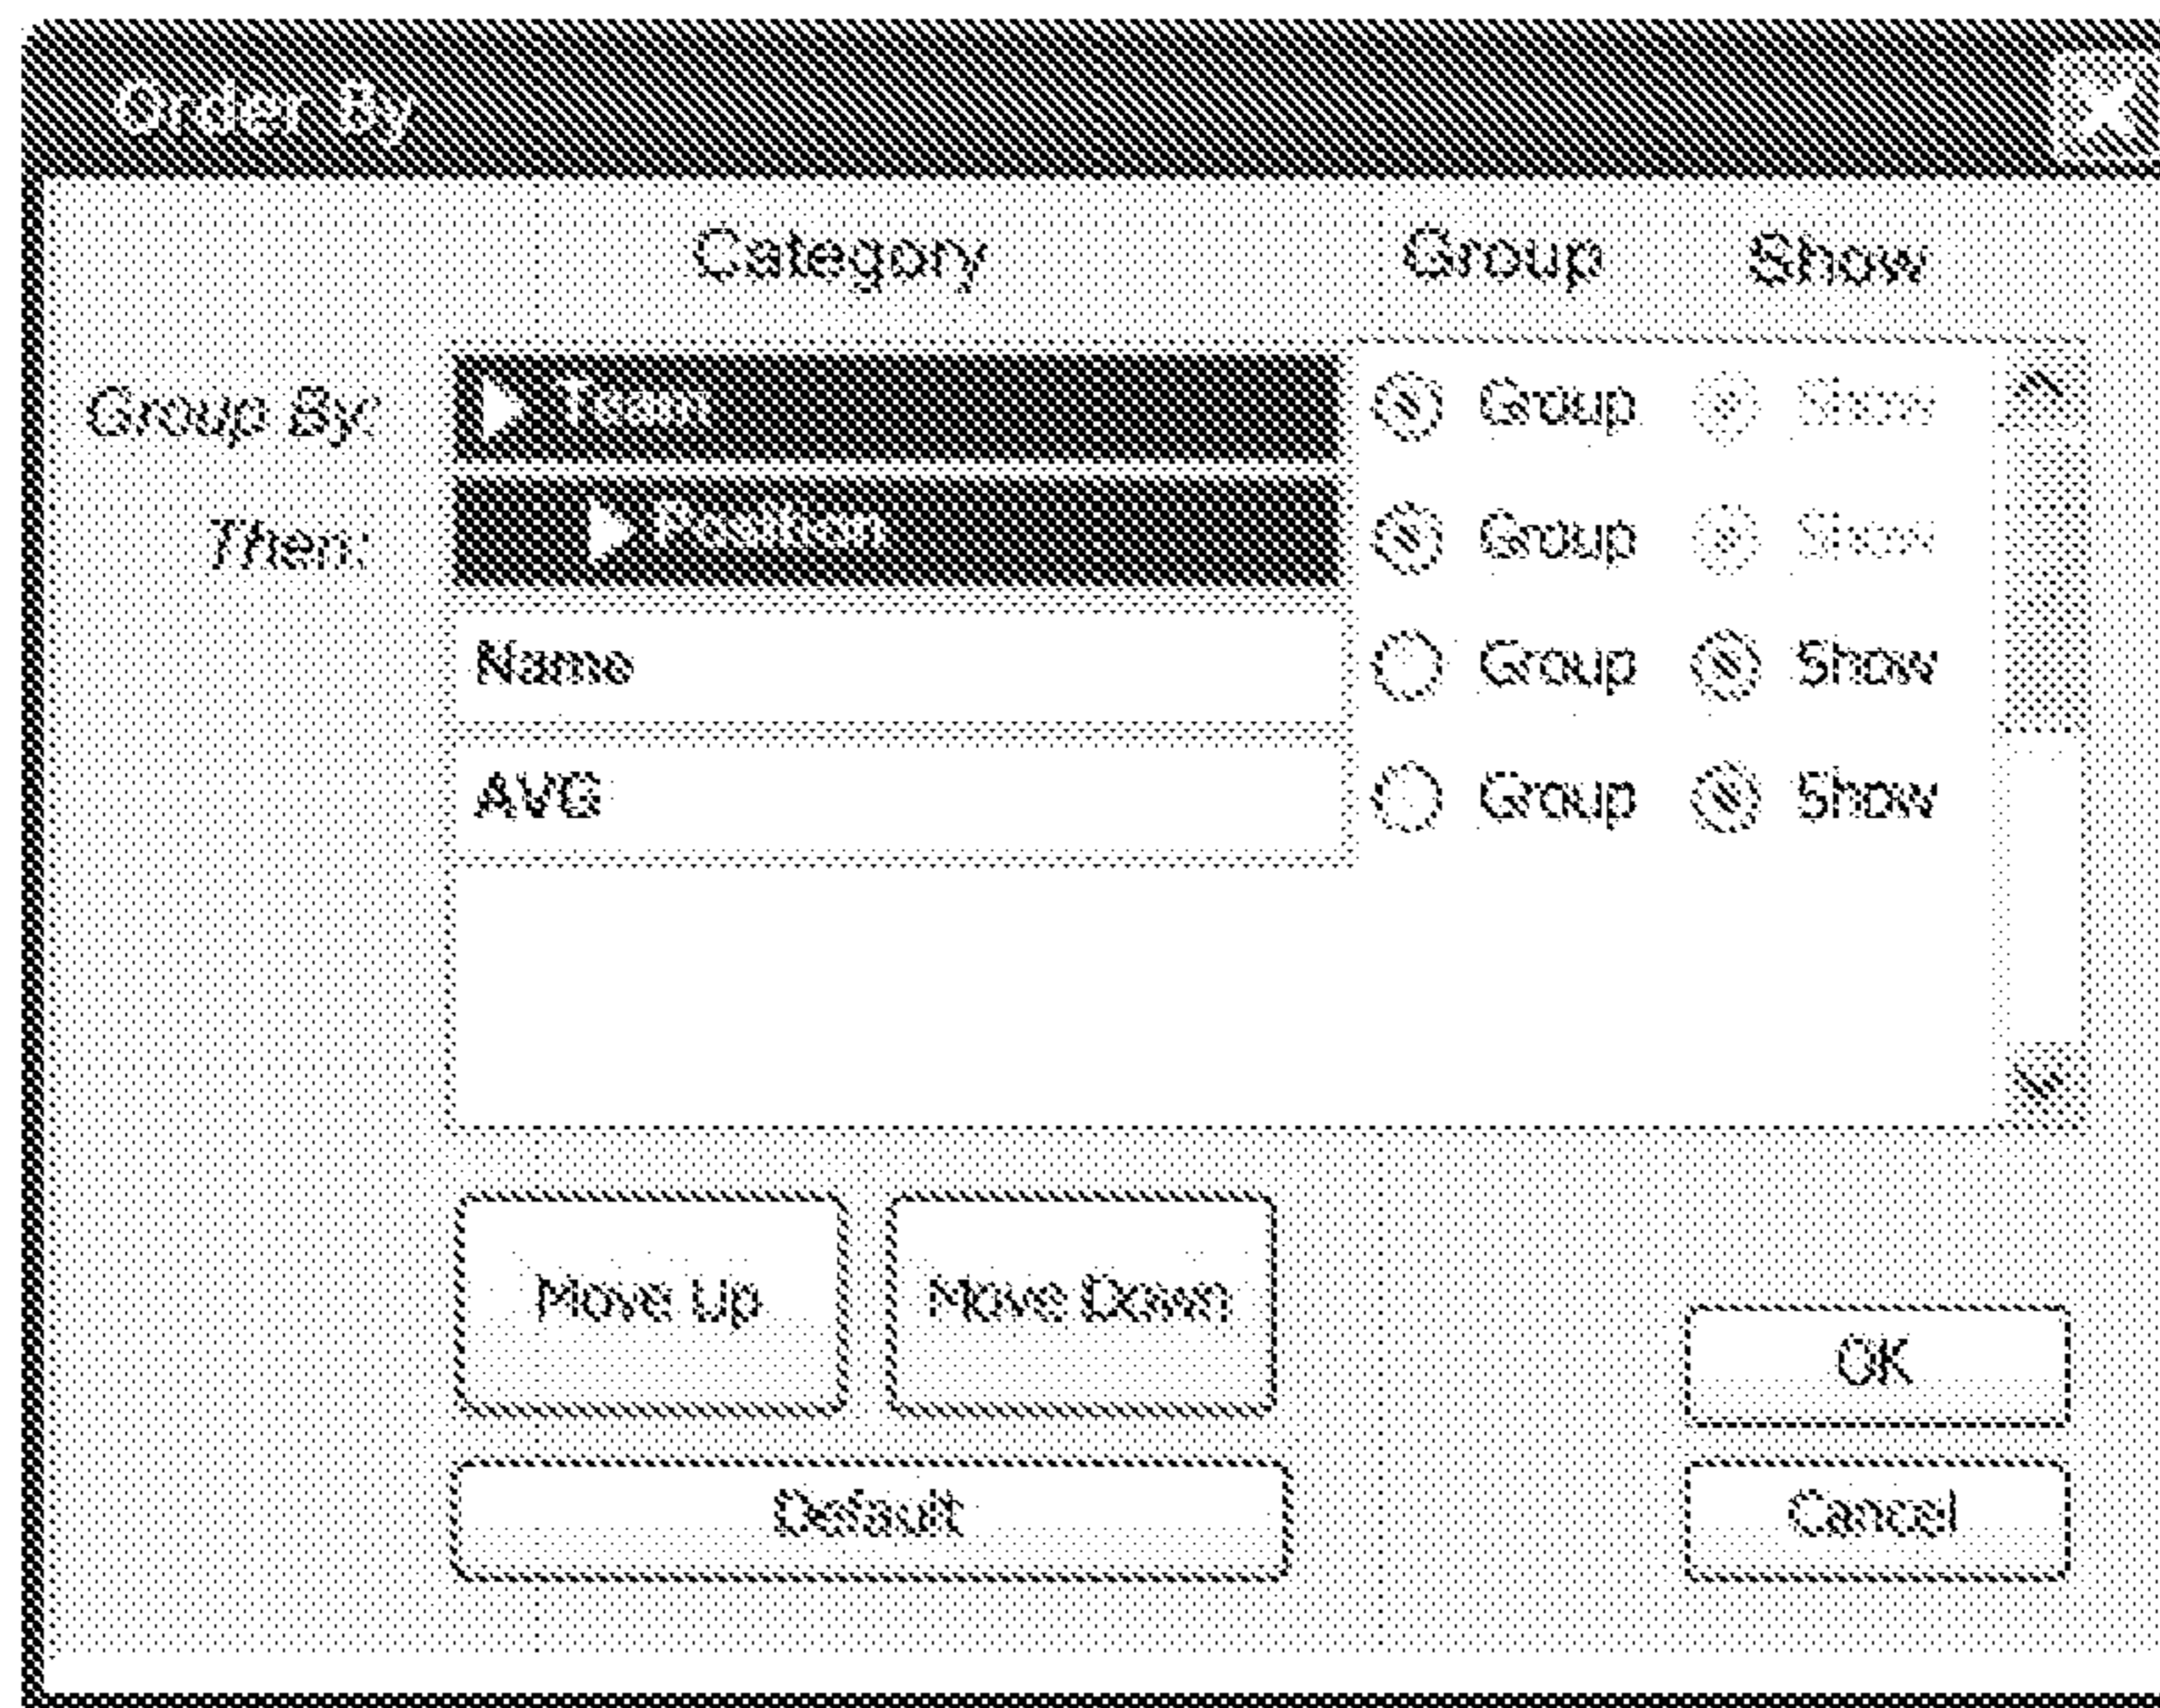 Order By
Category Group Show
Group By: Team Group Show
Then: Position Group Show
Name Group Show
AVG Group Show
Move Up Move Down
OK
Default Cancel